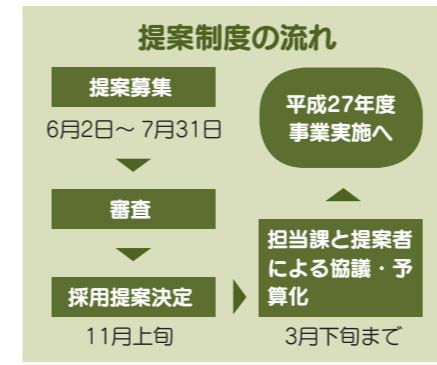 提案制度の流れ
提案募集
6月2日～7月31日
審査
採用提案決定
11月上旬
担当課と提案者
による協議・予
算化
3月下旬まで
平成27年度
事業実施へ